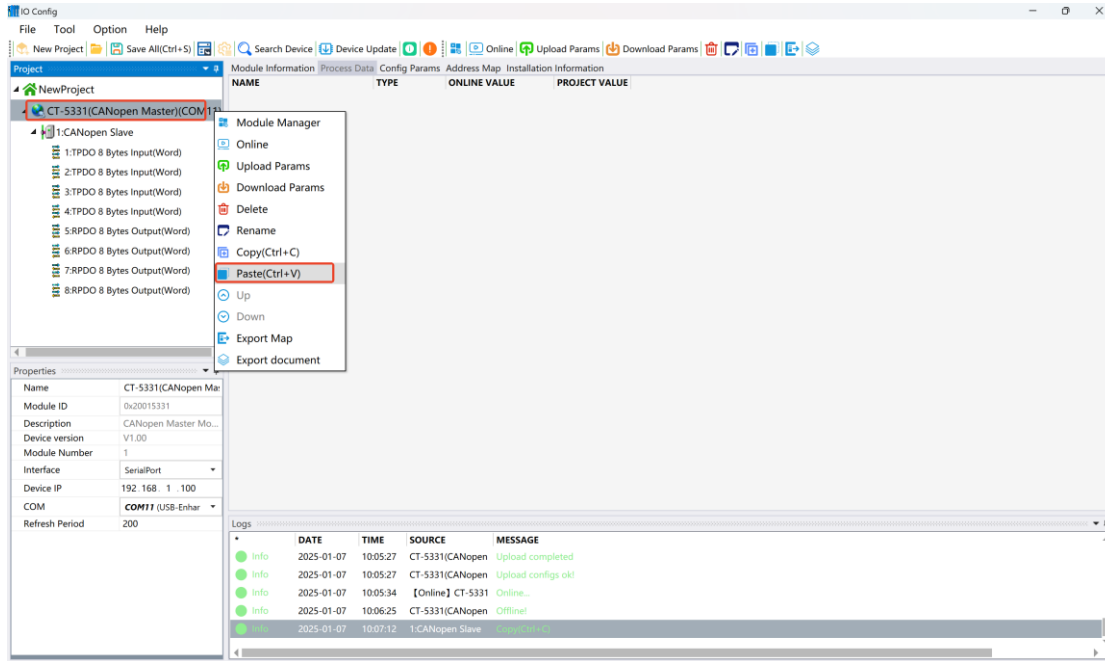 IO Config
File Tool Option Help
New Project Save All(Ctrl+S) Search Device Device Update Online Upload Params Download Params
Project
NewProject
CT-5331(CANopen Master)(COM11)
1:CANopen Slave
1:TPDO 8 Bytes Input(Word)
2:TPDO 8 Bytes Input(Word)
3:TPDO 8 Bytes Input(Word)
4:TPDO 8 Bytes Input(Word)
5:RPDO 8 Bytes Output(Word)
6:RPDO 8 Bytes Output(Word)
7:RPDO 8 Bytes Output(Word)
8:RPDO 8 Bytes Output(Word)
Module Manager
Online
Upload Params
Download Params
Delete
Rename
Copy(Ctrl+C)
Paste(Ctrl+V)
Up
Down
Export Map
Export document
Module Information Process Data Config Params Address Map Installation Information
NAME TYPE ONLINE VALUE PROJECT VALUE
Properties
Name CT-5331(CANopen Ma
Module ID 0x20015331
Description CANopen Master Mo...
Device version V1.00
Module Number 1
Interface SerialPort
Device IP 192 .168 . 1 .100
COM COM11 (USB-Enhar
Refresh Period 200
Logs
* DATE TIME SOURCE MESSAGE
Info 2025-01-07 10:05:27 CT-5331(CANopen Upload completed
Info 2025-01-07 10:05:27 CT-5331(CANopen Upload configs ok!
Info 2025-01-07 10:05:34 【Online】CT-5331 Online...
Info 2025-01-07 10:06:25 CT-5331(CANopen Offline!
Info 2025-01-07 10:07:12 1:CANopen Slave Copy(Ctrl+C)